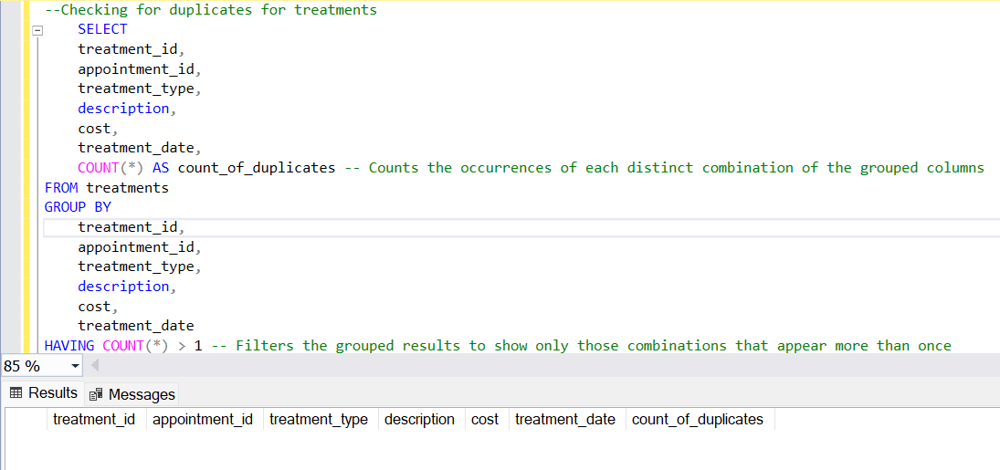 --Checking for duplicates for treatments
SELECT
treatment_id,
appointment_id,
treatment_type,
description,
cost,
treatment_date,
COUNT(*) AS count_of_duplicates -- Counts the occurrences of each distinct combination of the grouped columns
FROM treatments
GROUP BY
treatment_id,
appointment_id,
treatment_type,
description,
cost,
treatment_date
HAVING COUNT(*) > 1 -- Filters the grouped results to show only those combinations that appear more than once
85 %
Results Messages
treatment_id appointment_id treatment_type description cost treatment_date count_of_duplicates